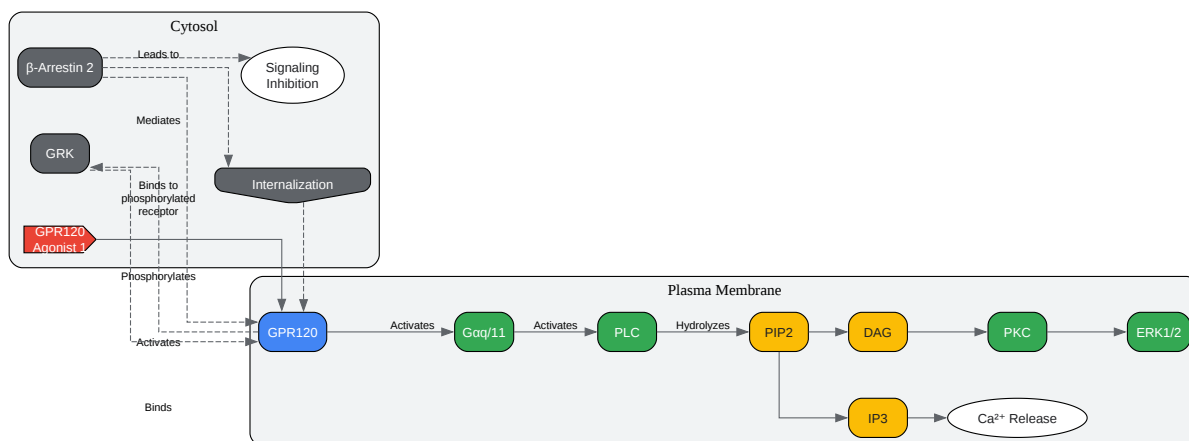 Cytosol
β-Arrestin 2
Leads to
Signaling
Inhibition
Mediates
GRK
Binds to
phosphorylated
receptor
Internalization
GPR120
Agonist 1
Phosphorylates
Plasma Membrane
GPR120
Activates
Gαq/11
Activates
PLC
Hydrolyzes
PIP2
DAG
PKC
ERK1/2
Activates
Binds
IP3
Ca²⁺ Release